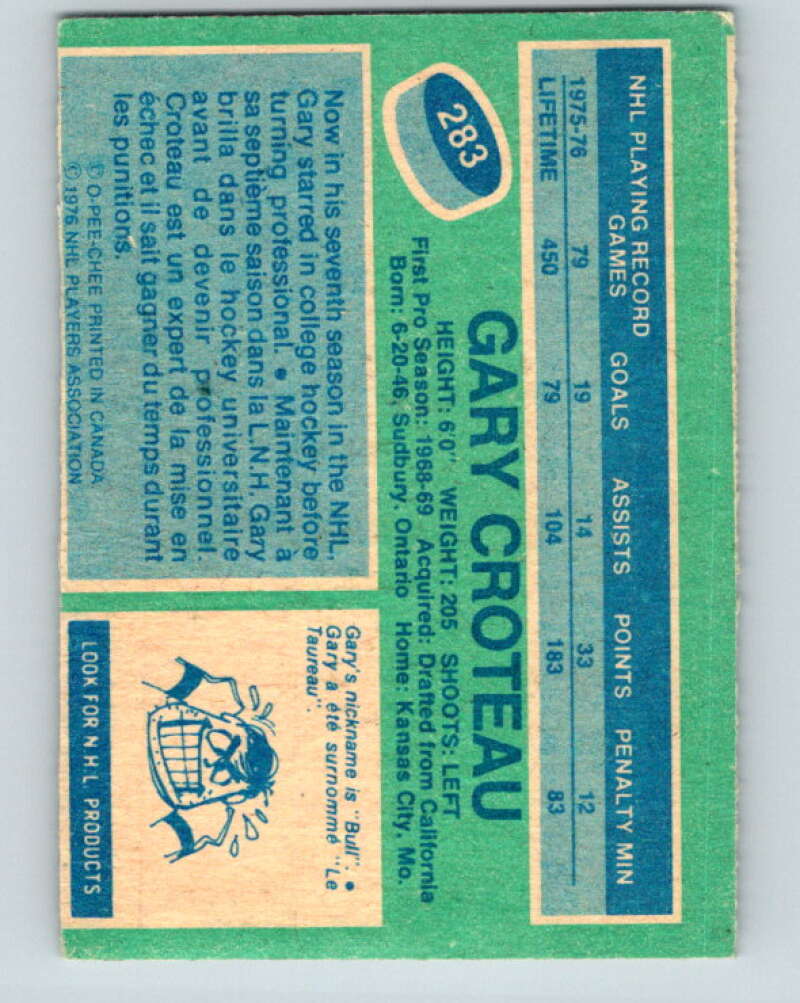 NHL PLAYING RECORD
GAMES GOALS ASSISTS POINTS PENALTY MIN
1975-76 79 19 14 33 12
LIFETIME 450 79 104 183 83
283
GARY CROTEAU
HEIGHT: 6'0" WEIGHT: 205 SHOOTS: LEFT
First Pro Season: 1968-69 Acquired: Drafted from California
Born: 6-20-46, Sudbury, Ontario Home: Kansas City, Mo.
Now in his seventh season in the NHL,
Gary starred in college hockey before
turning professional. • Maintenant à
sa septième saison dans la L.N.H. Gary
brilla dans le hockey universitaire
avant de devenir professionnel.
Croteau est un expert de la mise en
échec et il sait gagner du temps durant
les punitions.
Ⓟ O-PEE-CHEE PRINTED IN CANADA
© 1976 NHL PLAYERS ASSOCIATION
Gary's nickname is "Bull". •
Gary a été surnommé "Le
Taureau".
LOOK FOR N.H.L. PRODUCTS